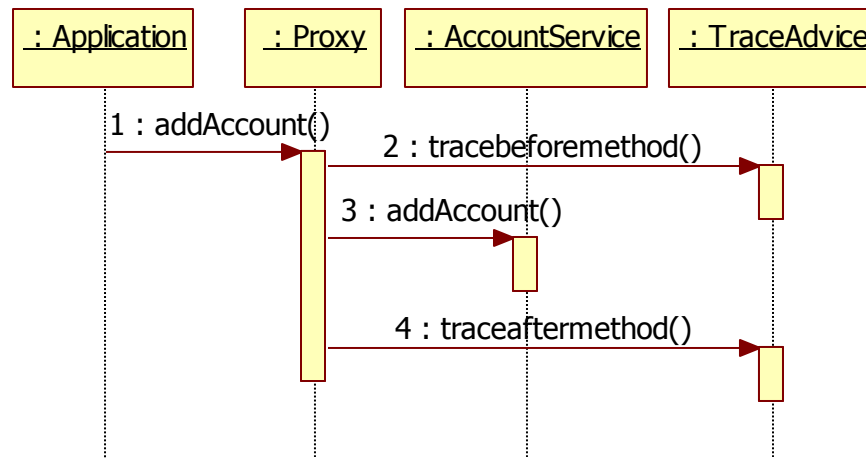 : Application
: Proxy
: AccountService
: TraceAdvice
1 : addAccount()
2 : tracebeforemethod()
3 : addAccount()
4 : traceaftermethod()